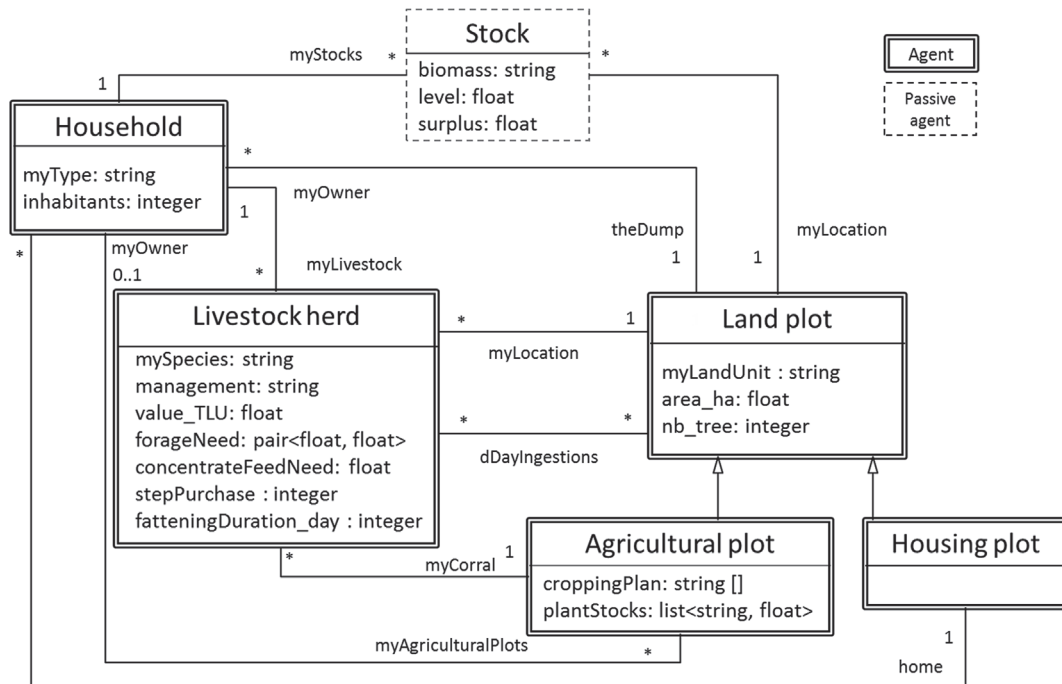 Stock
biomass: string
level: float
surplus: float
Agent
Passive
agent
myStocks
*
*
1
Household
myType: string
inhabitants: integer
*
myOwner
1
theDump
myLocation
*
myOwner
0..1
*
myLivestock
1
1
Livestock herd
mySpecies: string
management: string
value_TLU: float
forageNeed: pair<float, float>
concentrateFeedNeed: float
stepPurchase : integer
fatteningDuration_day : integer
*
1
myLocation
*
*
dDayIngestions
Land plot
myLandUnit : string
area_ha: float
nb_tree: integer
*
myCorral
1
Agricultural plot
croppingPlan: string []
plantStocks: list<string, float>
Housing plot
myAgriculturalPlots
*
1
home